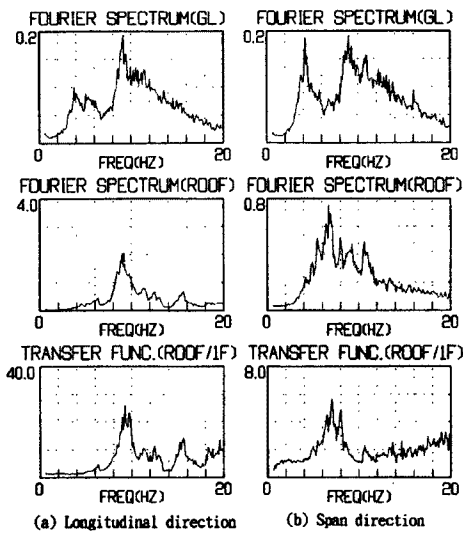 FOURIER SPECTRUM(GL)
0.2
0
20
FREQ(HZ)
FOURIER SPECTRUM(GL)
0.2
0
20
FREQ(HZ)
FOURIER SPECTRUM(ROOF)
4.0
0
20
FREQ(HZ)
FOURIER SPECTRUM(ROOF)
0.8
0
20
FREQ(HZ)
TRANSFER FUNC.(ROOF/1F)
40.0
0
20
FREQ(HZ)
TRANSFER FUNC.(ROOF/1F)
8.0
0
20
FREQ(HZ)
(a) Longitudinal direction
(b) Span direction